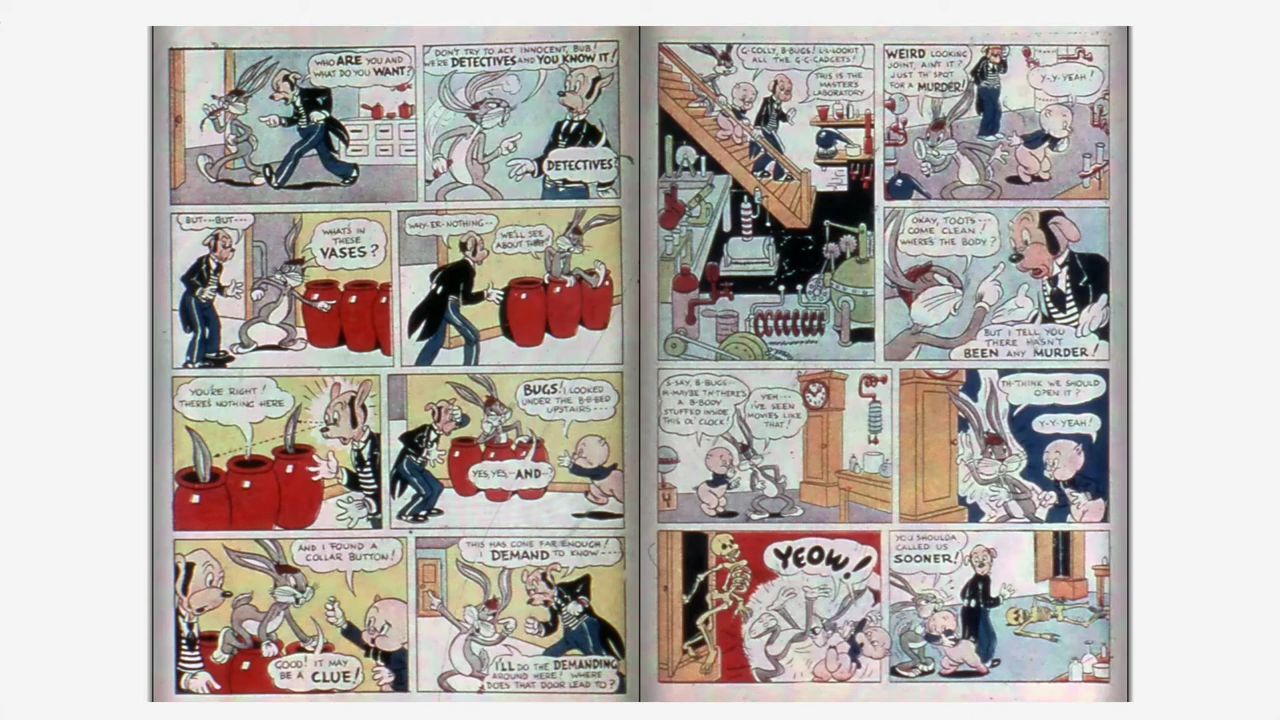 WHO ARE YOU AND
WHAT DO YOU WANT?
DON'T TRY TO ACT INNOCENT, BUB!
WE'RE DETECTIVES AND YOU KNOW IT!
DETECTIVES?
BUT---BUT---
WHAT'S IN
THESE
VASES?
WHY-ER-NOTHING--
WE'LL SEE
ABOUT THAT!
YOU'RE RIGHT!
THERE'S NOTHING HERE
BUGS! I LOOKED
UNDER THE B-B-BED
UPSTAIRS---
YES, YES--AND--
AND I FOUND A
COLLAR BUTTON!
GOOD! IT MAY
BE A CLUE!
THIS HAS GONE FAR ENOUGH!
I DEMAND TO KNOW---
I'LL DO THE DEMANDING
AROUND HERE! WHERE
DOES THAT DOOR LEAD TO?
G-GOLLY, B-BUGS! L-L-LOOKIT
ALL THE G-G-GADGETS!
THIS IS THE
MASTER'S
LABORATORY
WEIRD LOOKING
JOINT, AIN'T IT?
JUST TH' SPOT
FOR A MURDER!
Y-Y-YEAH!
OKAY, TOOTS---
COME CLEAN!
WHERE'S THE BODY?
BUT I TELL YOU
THERE HASN'T
BEEN ANY MURDER!
S-SAY, B-BUGS--
M-MAYBE TH-THERE'S
A B-BODY
STUFFED INSIDE
THIS OL' CLOCK!
YEH---
I'VE SEEN
MOVIES LIKE
THAT!
TH-THINK WE SHOULD
OPEN IT?
Y-Y-YEAH!
YEOW!
YOU SHOULDA
CALLED US
SOONER!